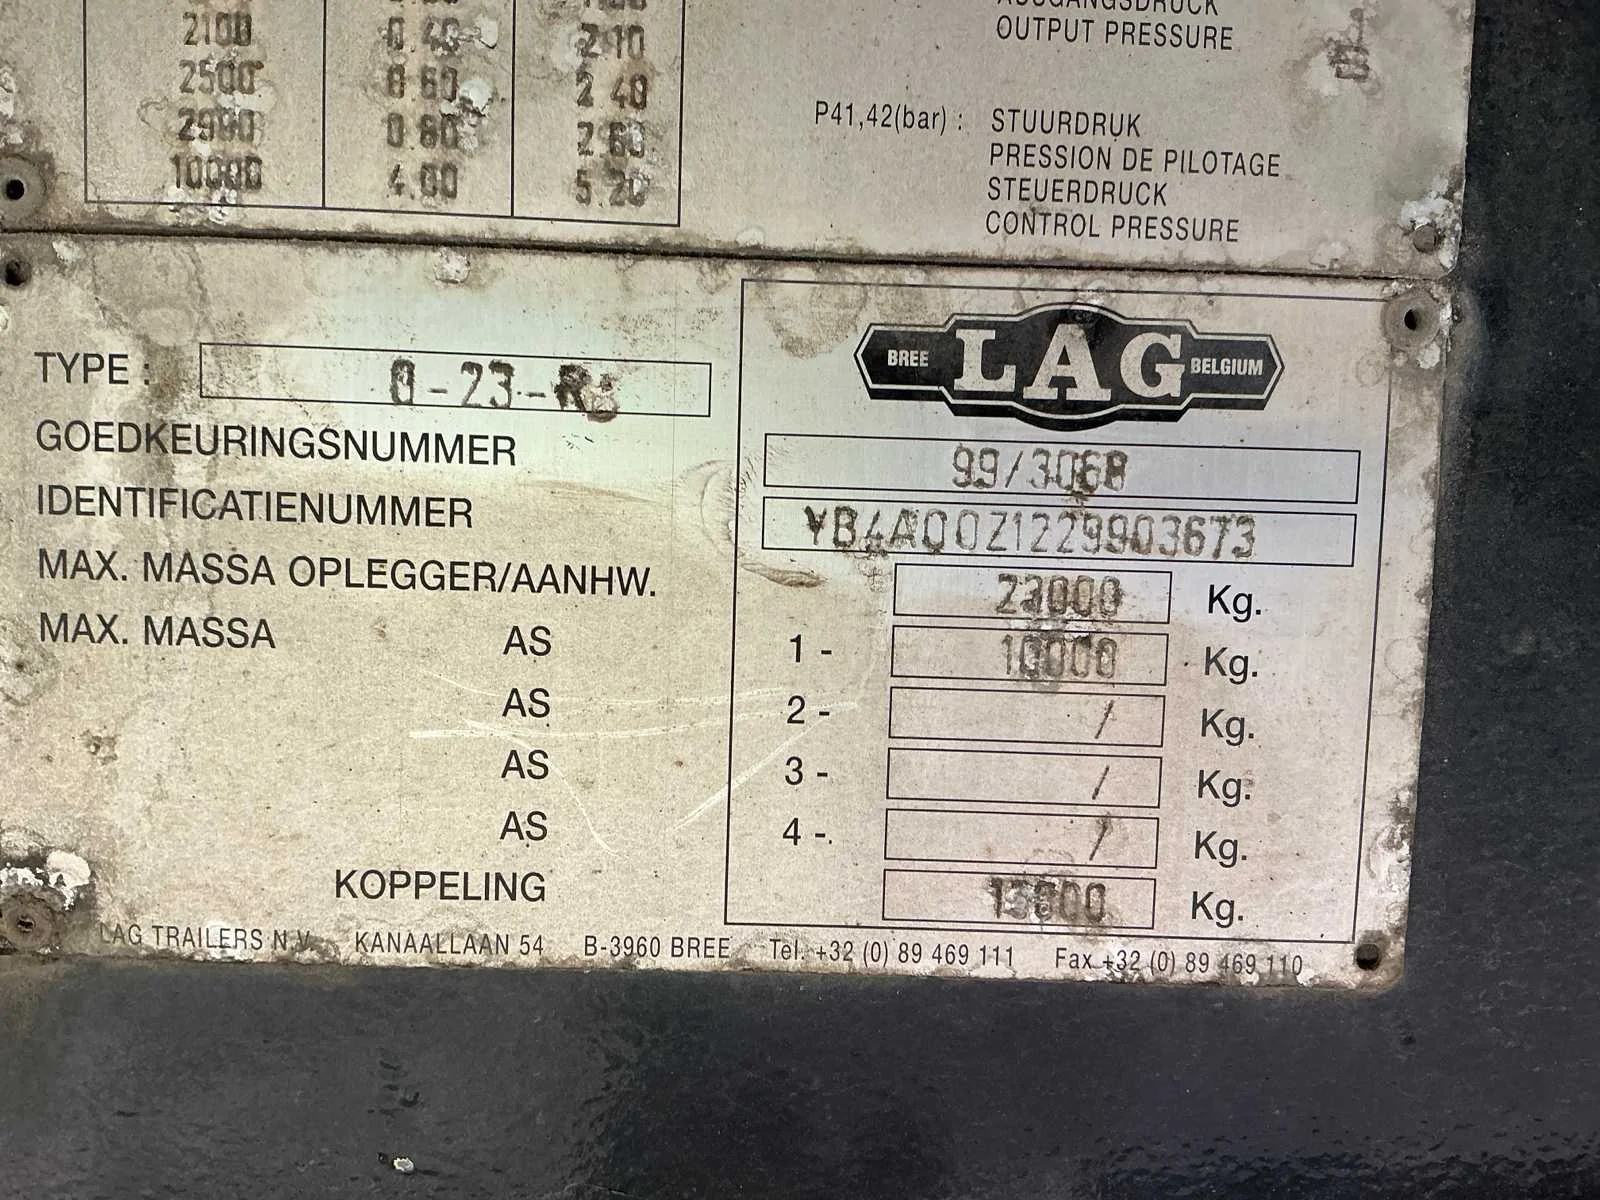 2100 0.40 2.10
OUTPUT PRESSURE
2500 0.60 2.40
2900 0.80 2.60
10000 4.00 5.20
P41,42(bar) : STUURDRUK
PRESSION DE PILOTAGE
STEUERDRUCK
CONTROL PRESSURE
BREE LAG BELGIUM
TYPE : 0-23-
GOEDKEURINGSNUMMER 99/3068
IDENTIFICATIENUMMER YB4A00Z1229903673
MAX. MASSA OPLEGGER/AANHW. 23000 Kg.
MAX. MASSA AS 1 - 10000 Kg.
AS 2 - / Kg.
AS 3 - / Kg.
AS 4 - / Kg.
KOPPELING 13000 Kg.
LAG TRAILERS N.V. KANAALLAAN 54 B-3960 BREE Tel. +32 (0) 89 469 111 Fax +32 (0) 89 469 110